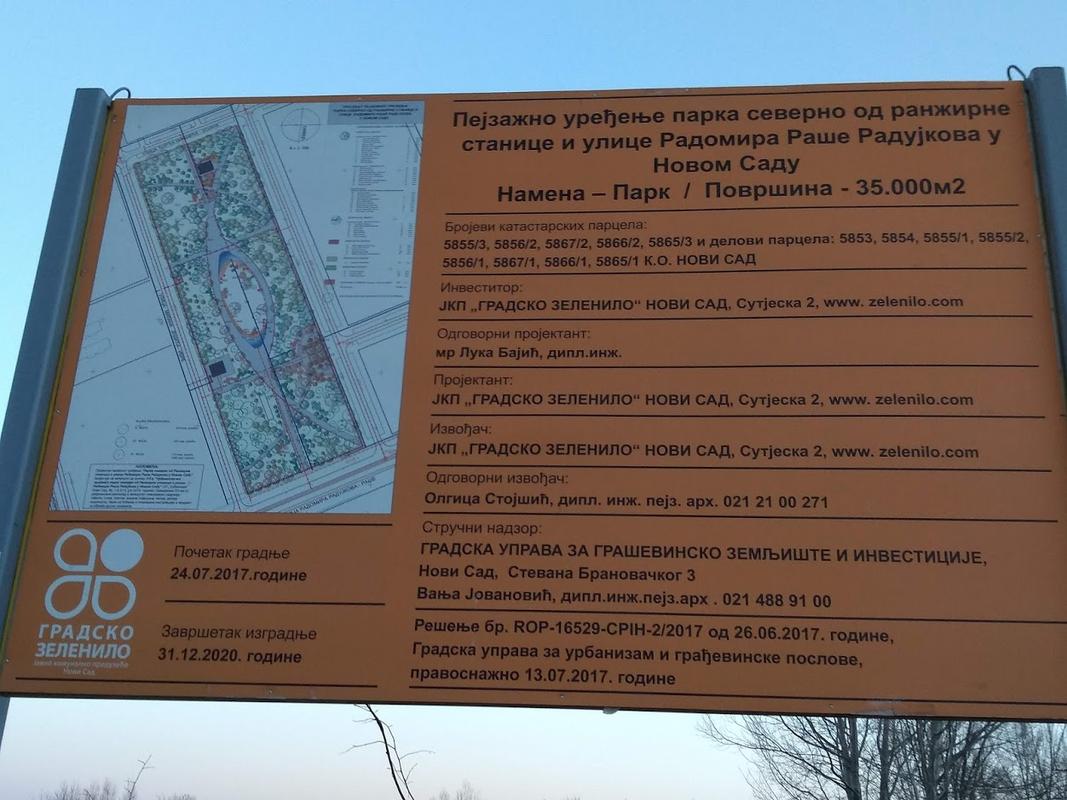 Пејзажно уређење парка северно од ранжирне
станице и улице Радомира Раше Радујкова у
Новом Саду
Намена – Парк / Површина - 35.000м2
Бројеви катастарских парцела:
5855/3, 5856/2, 5867/2, 5866/2, 5865/3 и делови парцела: 5853, 5854, 5855/1, 5855/2,
5856/1, 5867/1, 5866/1, 5865/1 К.О. НОВИ САД
Инвеститор:
ЈКП „ГРАДСКО ЗЕЛЕНИЛО“ НОВИ САД, Сутјеска 2, www. zelenilo.com
Одговорни пројектант:
мр Лука Бајић, дипл.инж.
Пројектант:
ЈКП „ГРАДСКО ЗЕЛЕНИЛО“ НОВИ САД, Сутјеска 2, www. zelenilo.com
Извођач:
ЈКП „ГРАДСКО ЗЕЛЕНИЛО“ НОВИ САД, Сутјеска 2, www. zelenilo.com
Одговорни извођач:
Олгица Стојшић, дипл. инж. пејз. арх. 021 21 00 271
Стручни надзор:
ГРАДСКА УПРАВА ЗА ГРАШЕВИНСКО ЗЕМЉИШТЕ И ИНВЕСТИЦИЈЕ,
Нови Сад, Стевана Брановачког 3
Вања Јовановић, дипл.инж.пејз.арх . 021 488 91 00
Решење бр. ROP-16529-CPIH-2/2017 од 26.06.2017. године,
Градска управа за урбанизам и грађевинске послове,
правоснажно 13.07.2017. године
Почетак градње
24.07.2017.године
Завршетак изградње
31.12.2020. године
ГРАДСКО
ЗЕЛЕНИЛО
Јавно комунално предузеће
Нови Сад